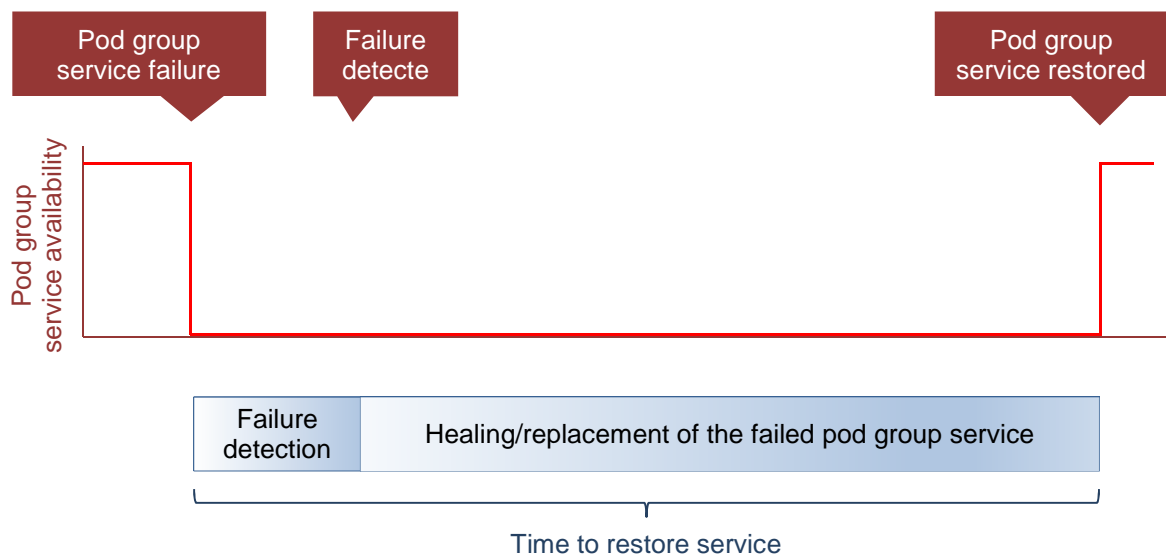 Pod group
service failure
Failure
detecte
Pod group
service restored
Pod group
service availability
Failure
detection
Healing/replacement of the failed pod group service
Time to restore service